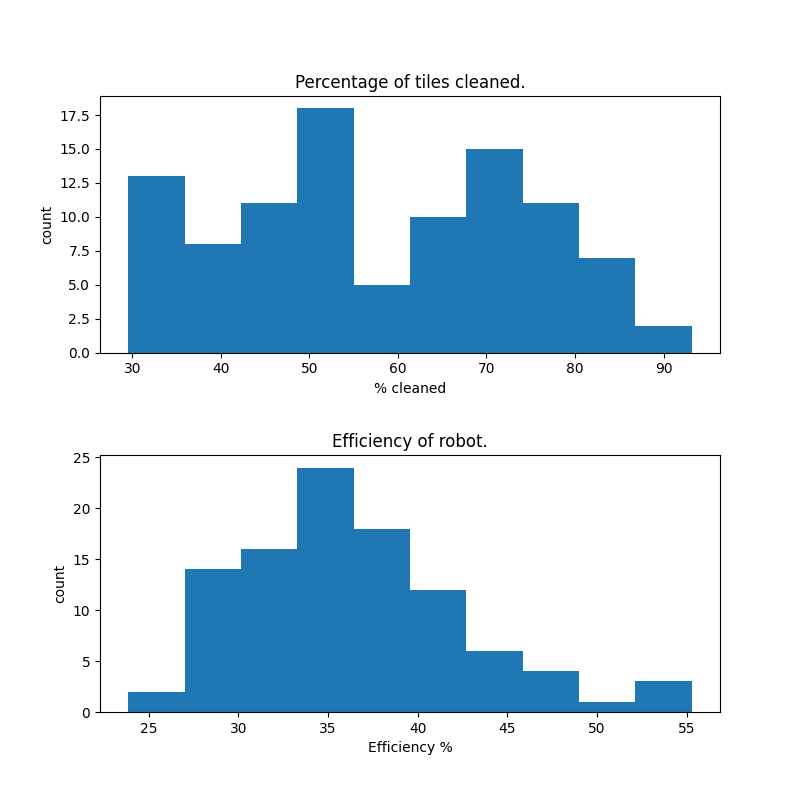 Percentage of tiles cleaned.
17.5
15.0
12.5
10.0
7.5
5.0
2.5
0.0
count
30 40 50 60 70 80 90
% cleaned
Efficiency of robot.
25
20
15
10
5
0
count
25 30 35 40 45 50 55
Efficiency %